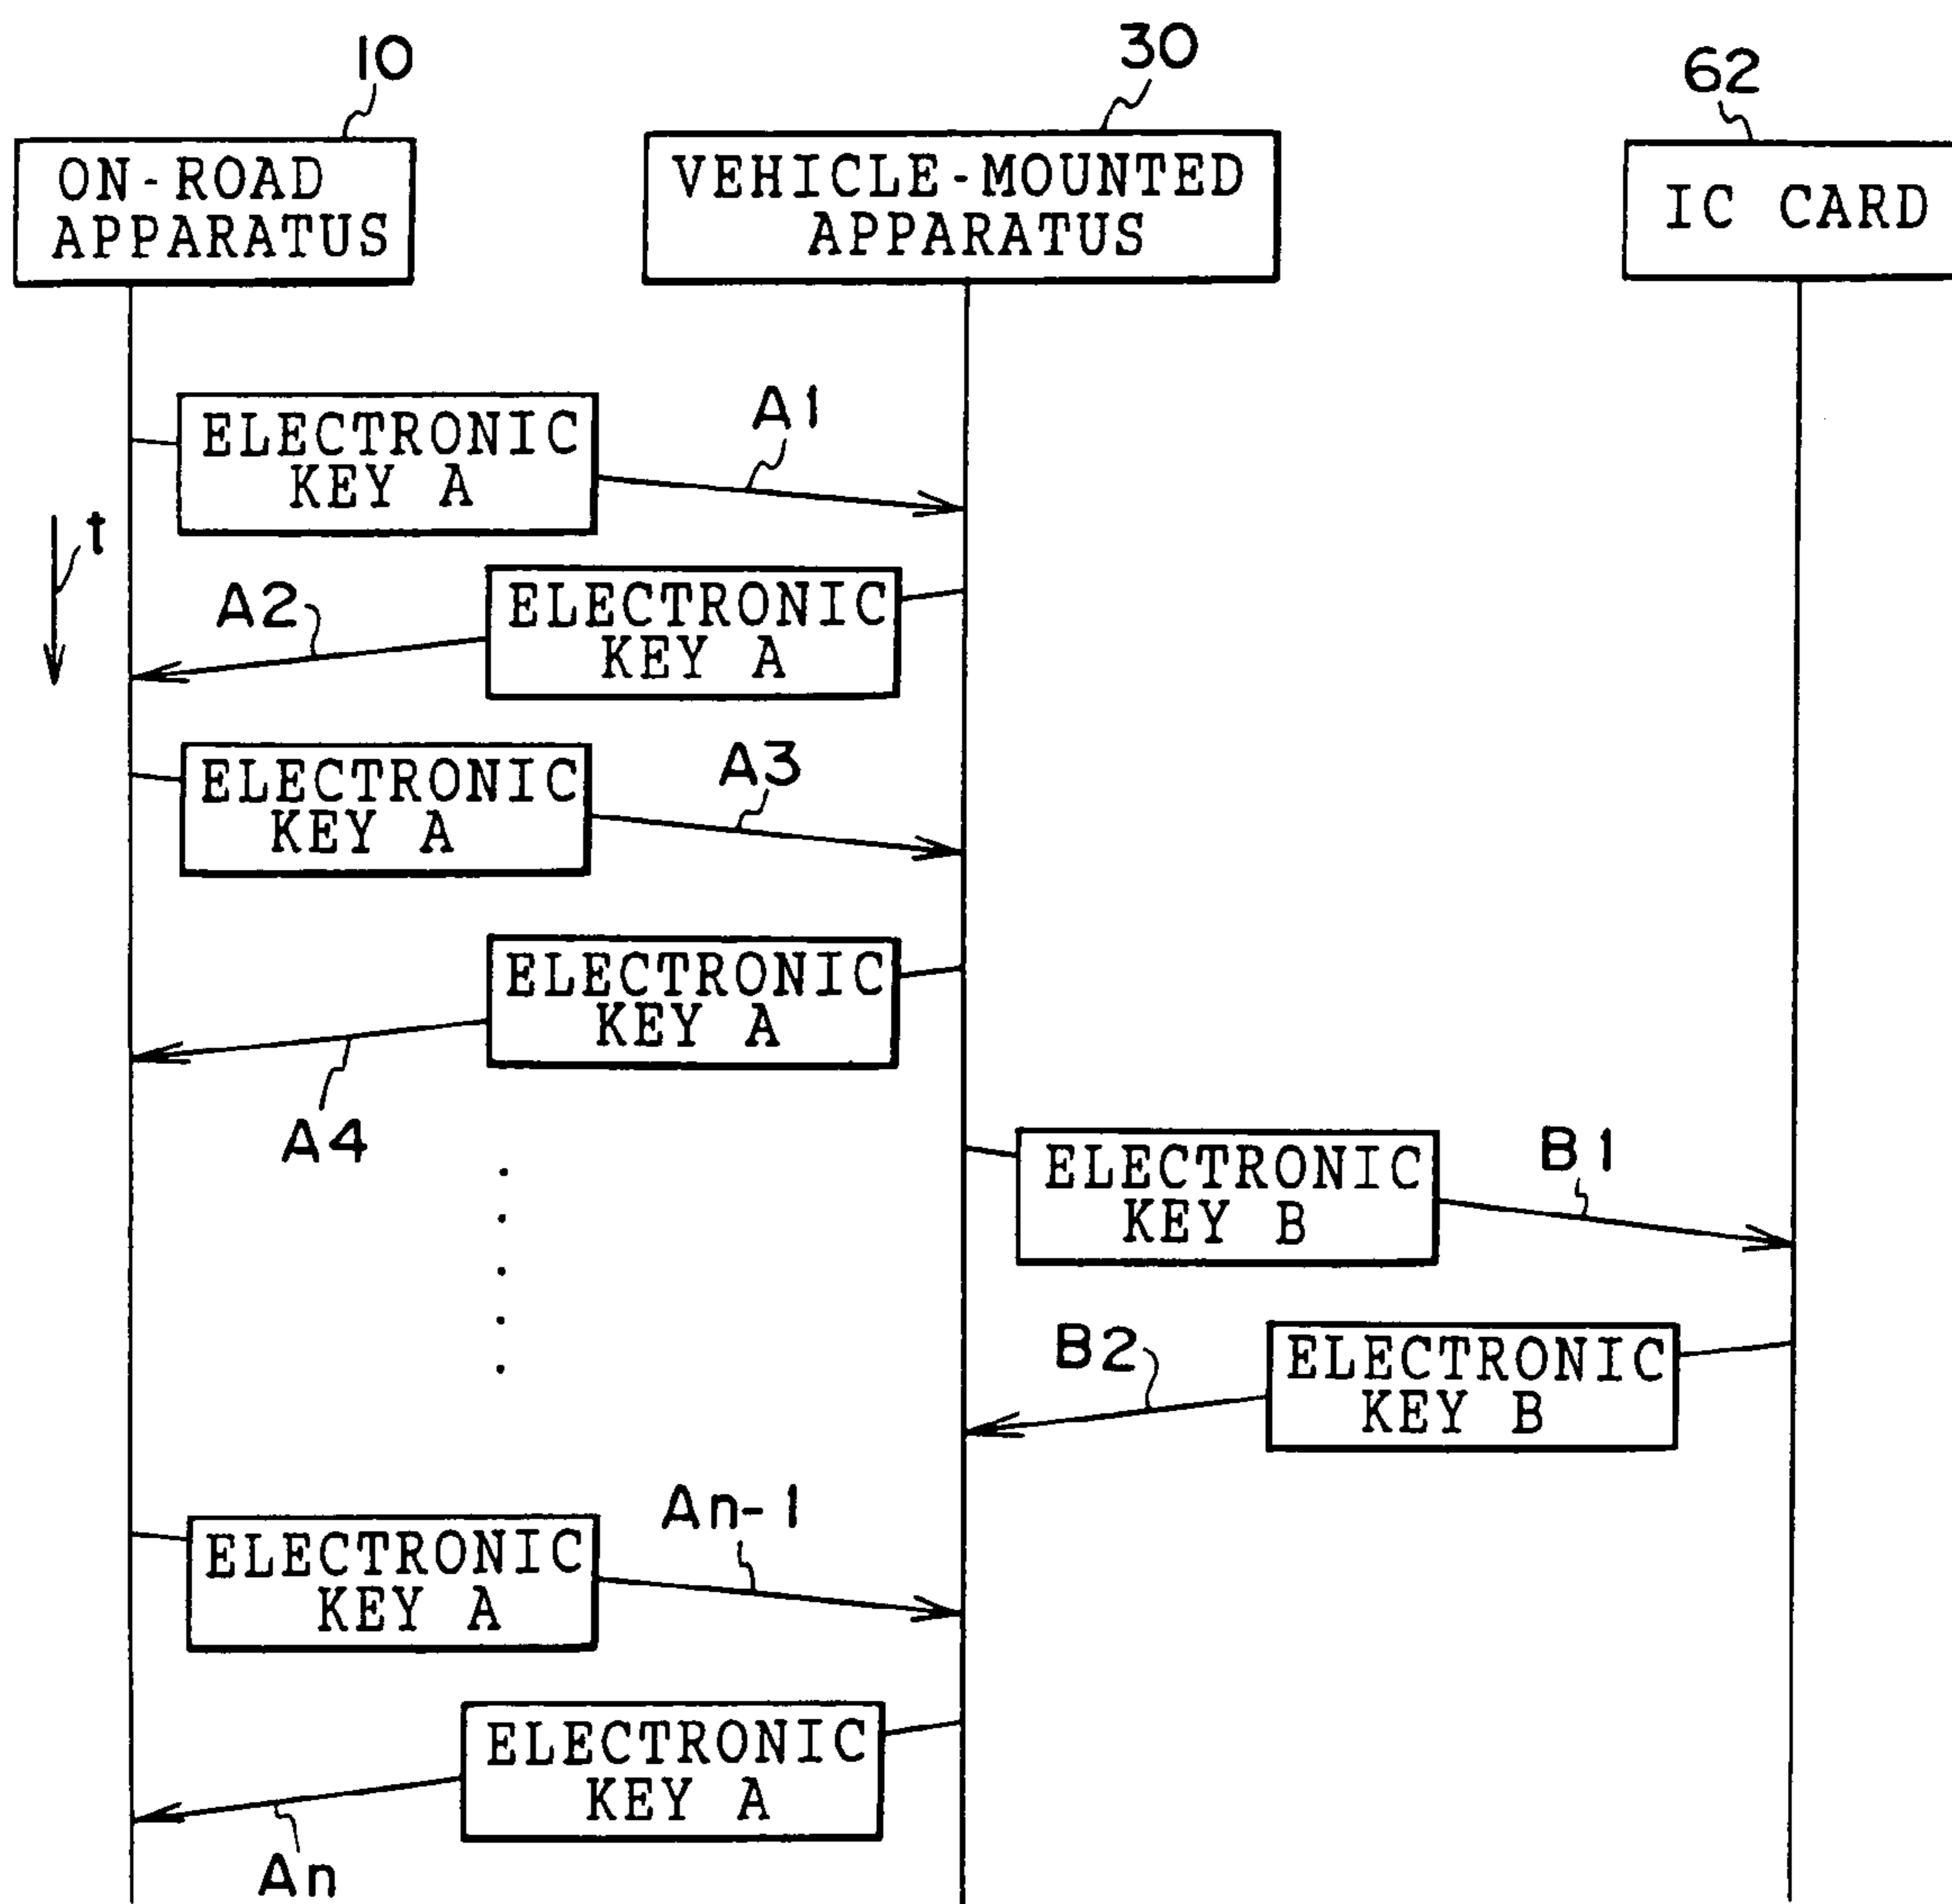 10
30
62
ON-ROAD
APPARATUS
VEHICLE-MOUNTED
APPARATUS
IC CARD
ELECTRONIC
KEY A
A1
t
A2
ELECTRONIC
KEY A
ELECTRONIC
KEY A
A3
ELECTRONIC
KEY A
A4
ELECTRONIC
KEY B
B1
B2
ELECTRONIC
KEY B
An-1
ELECTRONIC
KEY A
ELECTRONIC
KEY A
An